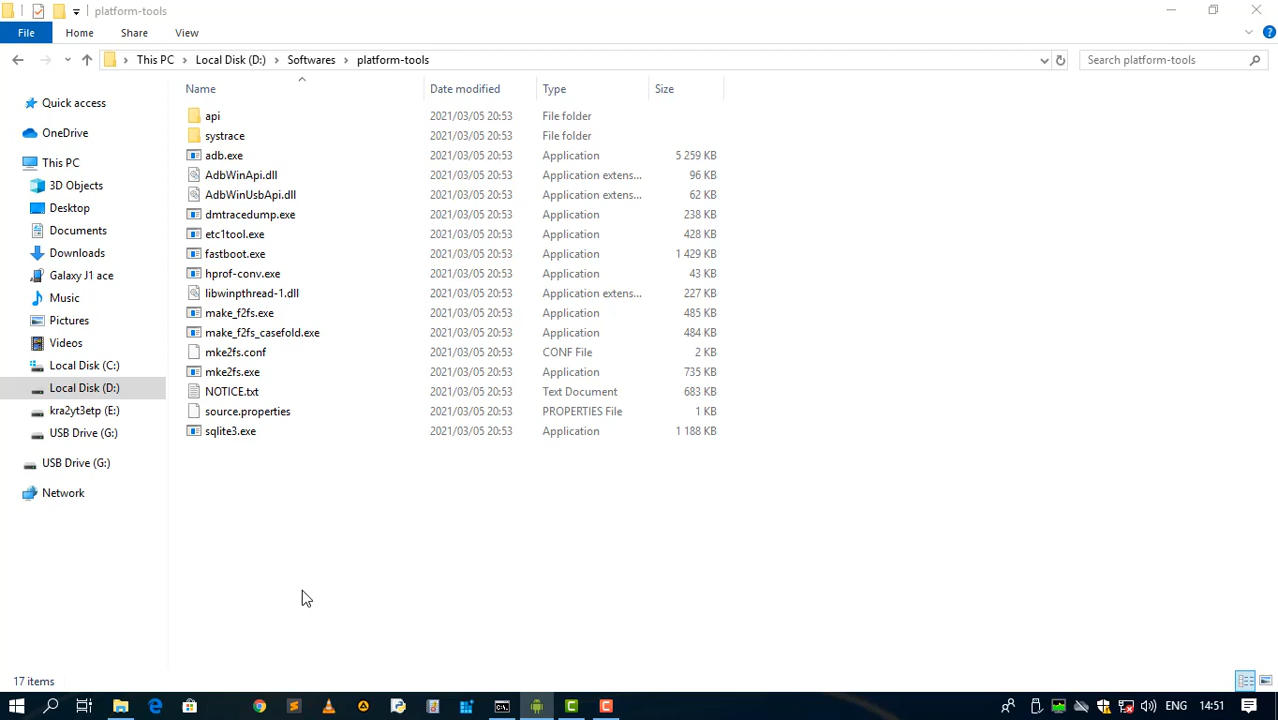 platform-tools
File Home Share View
This PC Local Disk (D:) Softwares platform-tools Search platform-tools
Name Date modified Type Size
Quick access
OneDrive
This PC
3D Objects
Desktop
Documents
Downloads
Galaxy J1 ace
Music
Pictures
Videos
Local Disk (C:)
Local Disk (D:)
kra2yt3etp (E:)
USB Drive (G:)
USB Drive (G:)
Network
api 2021/03/05 20:53 File folder
systrace 2021/03/05 20:53 File folder
adb.exe 2021/03/05 20:53 Application 5 259 KB
AdbWinApi.dll 2021/03/05 20:53 Application extens... 96 KB
AdbWinUsbApi.dll 2021/03/05 20:53 Application extens... 62 KB
dmtracedump.exe 2021/03/05 20:53 Application 238 KB
etc1tool.exe 2021/03/05 20:53 Application 428 KB
fastboot.exe 2021/03/05 20:53 Application 1 429 KB
hprof-conv.exe 2021/03/05 20:53 Application 43 KB
libwinpthread-1.dll 2021/03/05 20:53 Application extens... 227 KB
make_f2fs.exe 2021/03/05 20:53 Application 485 KB
make_f2fs_casefold.exe 2021/03/05 20:53 Application 484 KB
mke2fs.conf 2021/03/05 20:53 CONF File 2 KB
mke2fs.exe 2021/03/05 20:53 Application 735 KB
NOTICE.txt 2021/03/05 20:53 Text Document 683 KB
source.properties 2021/03/05 20:53 PROPERTIES File 1 KB
sqlite3.exe 2021/03/05 20:53 Application 1 188 KB
17 items
ENG 14:51